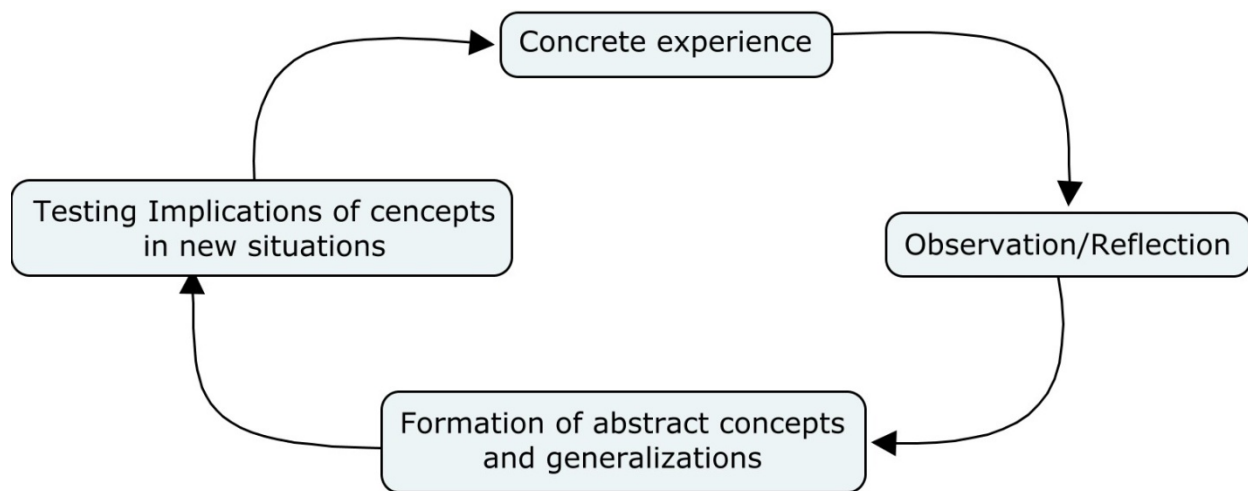 Concrete experience
Testing Implications of cencepts
in new situations
Observation/Reflection
Formation of abstract concepts
and generalizations